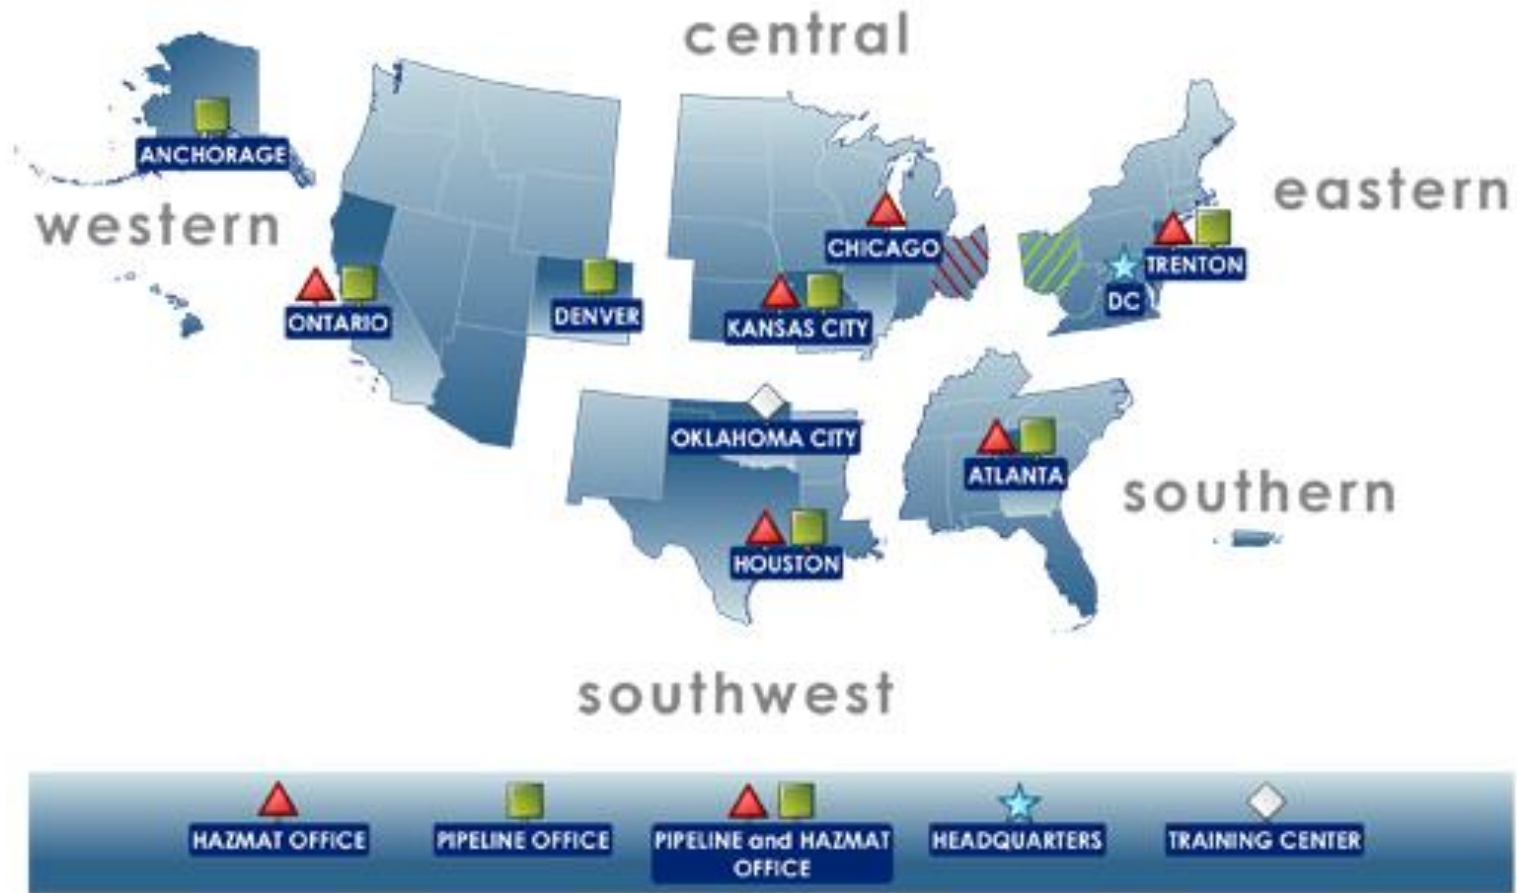 central
eastern
western
ANCHORAGE
CHICAGO
TRENTON
DC
ONTARIO
DENVER
KANSAS CITY
OKLAHOMA CITY
ATLANTA
southern
HOUSTON
southwest
HAZMAT OFFICE
PIPELINE OFFICE
PIPELINE and HAZMAT
OFFICE
HEADQUARTERS
TRAINING CENTER